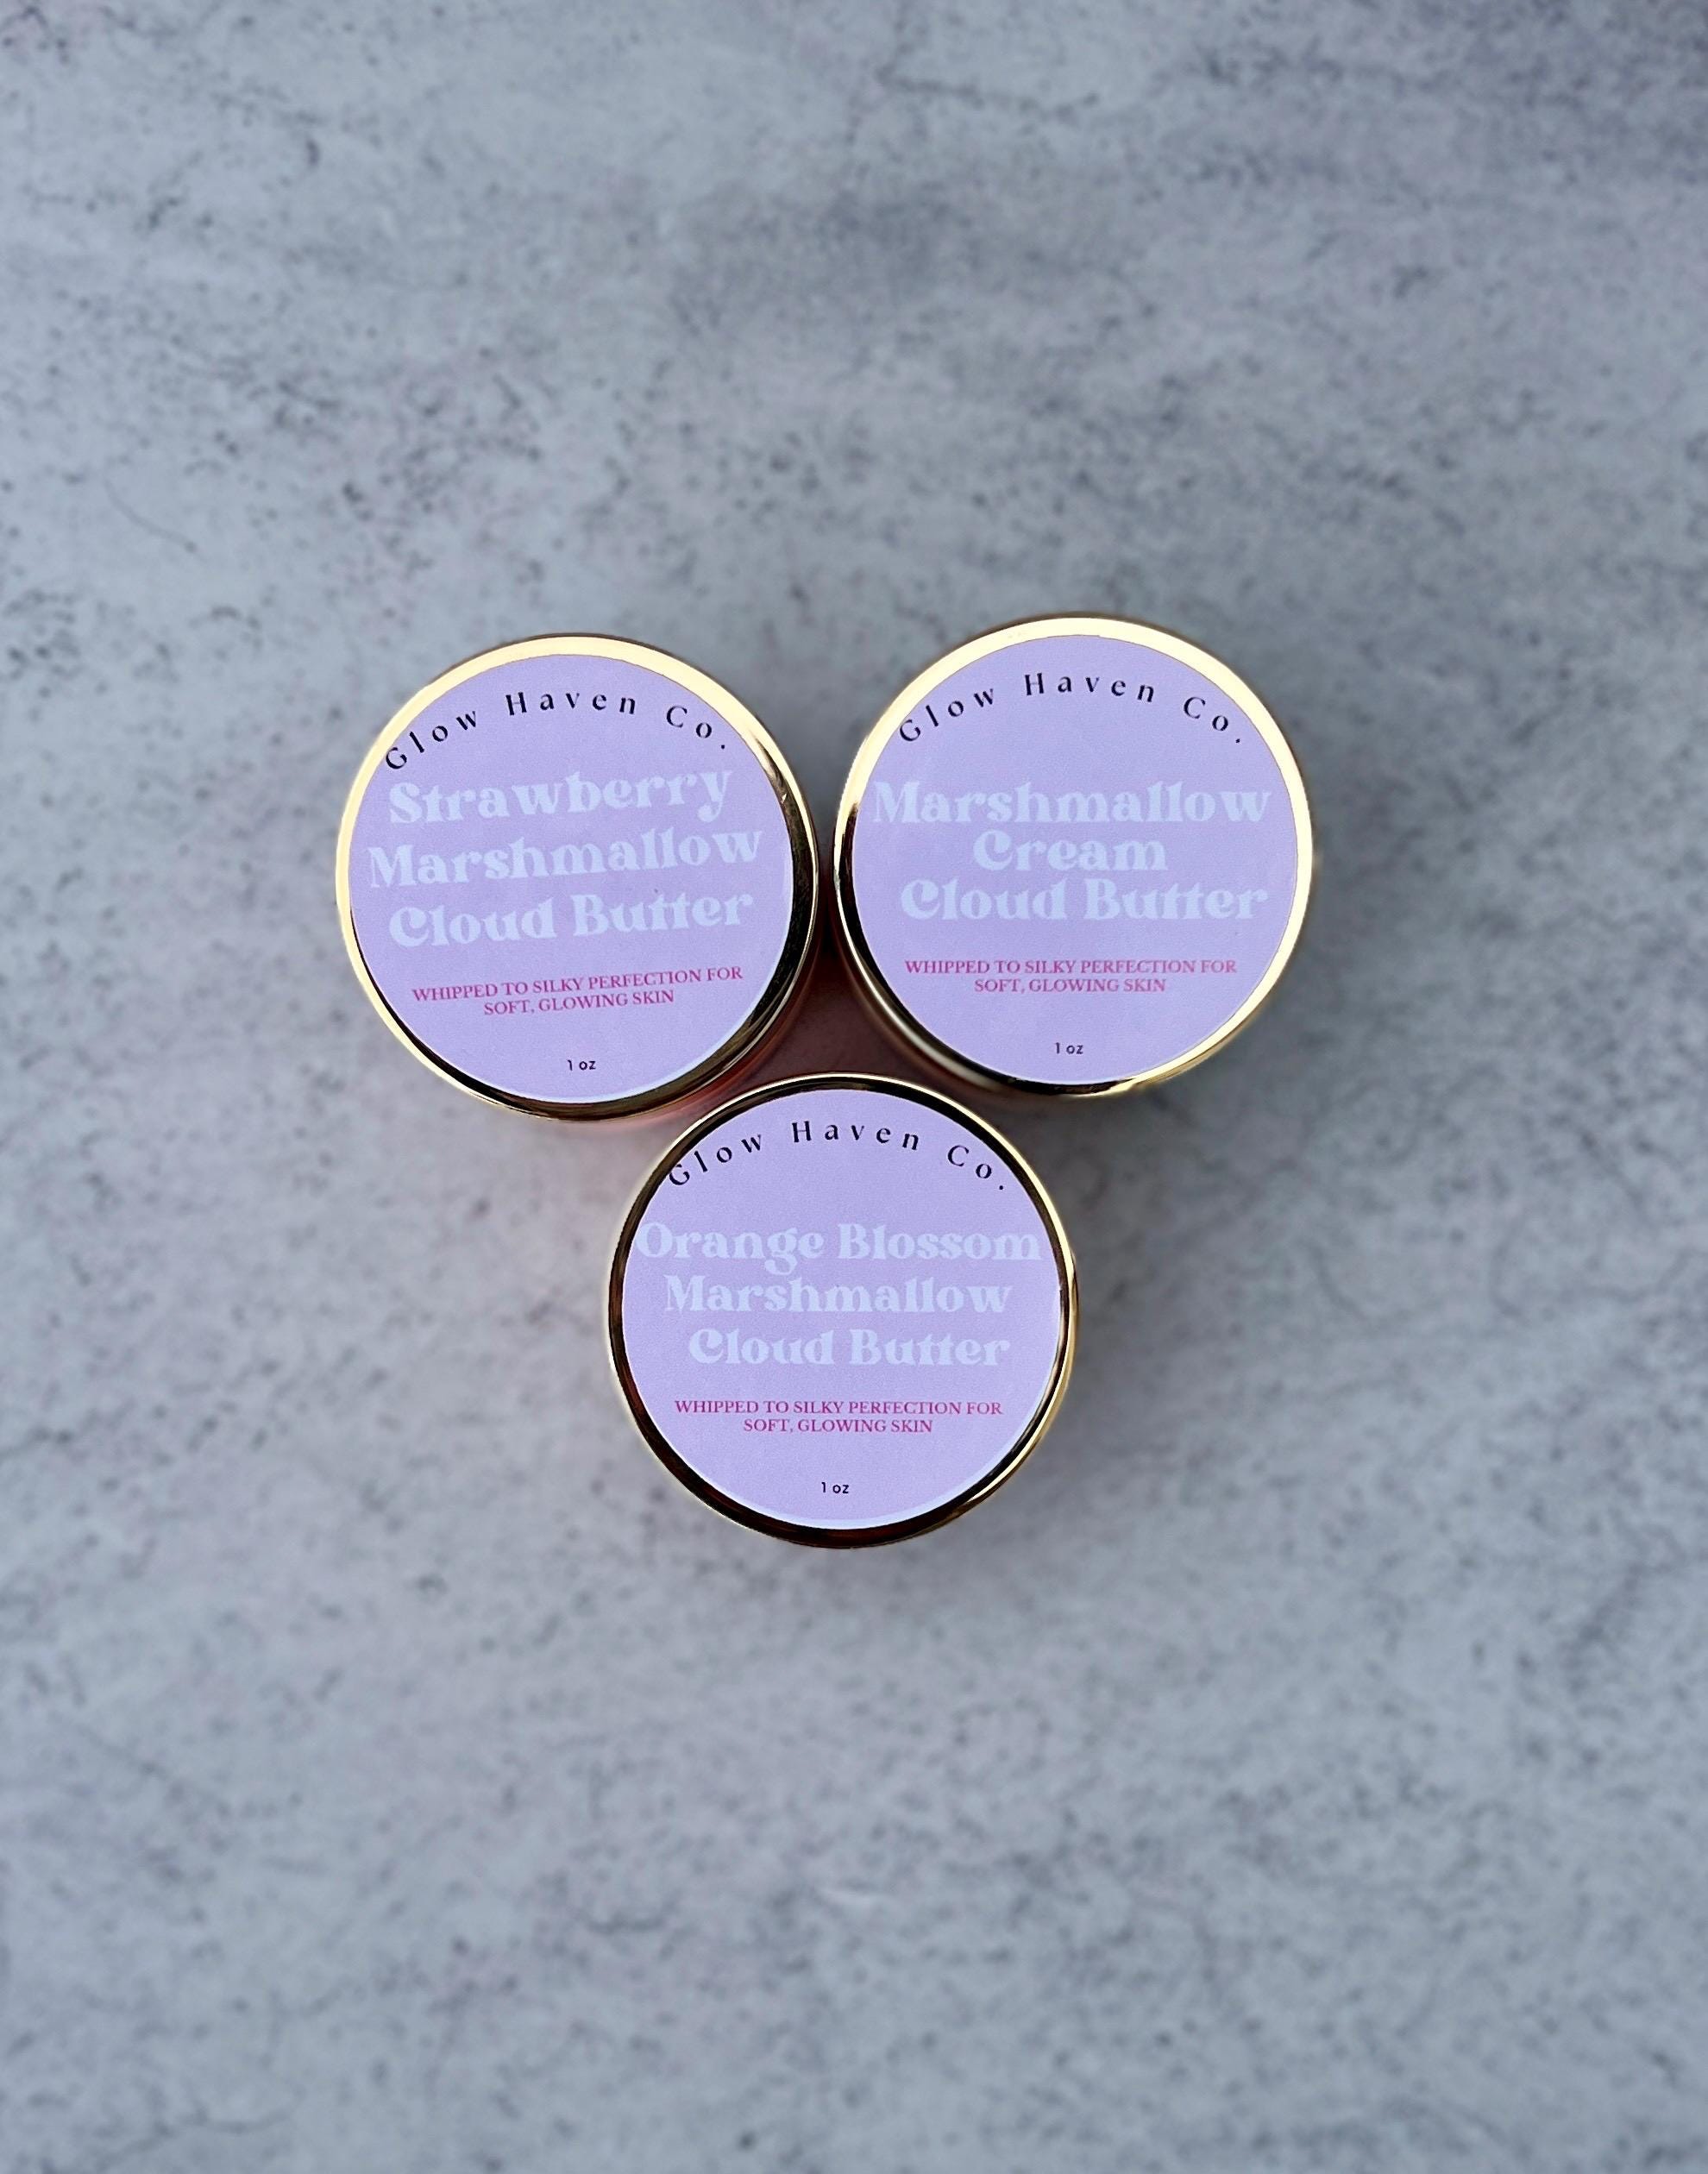 Glow Haven Co.
Strawberry
Marshmallow
Cloud Butter
WHIPPED TO SILKY PERFECTION FOR
SOFT, GLOWING SKIN
1 oz
Glow Haven Co.
Marshmallow
Cream
Cloud Butter
WHIPPED TO SILKY PERFECTION FOR
SOFT, GLOWING SKIN
1 oz
Glow Haven Co.
Orange Blossom
Marshmallow
Cloud Butter
WHIPPED TO SILKY PERFECTION FOR
SOFT, GLOWING SKIN
1 oz